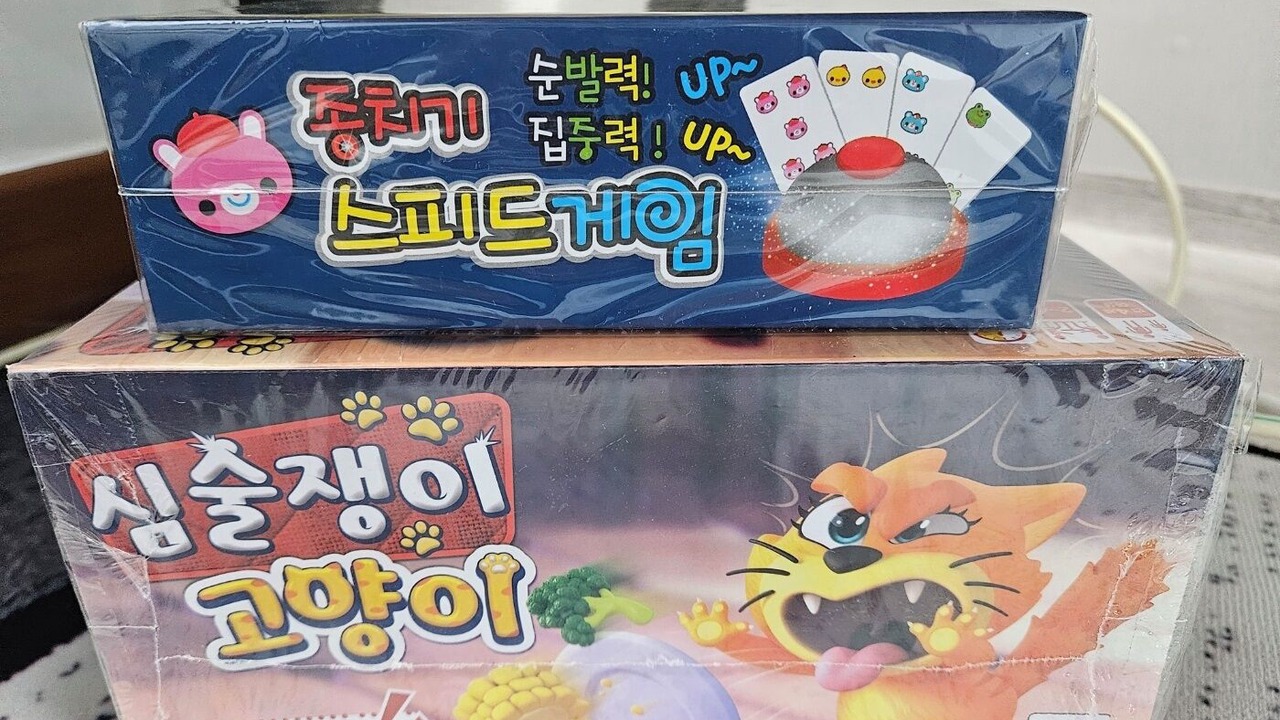 종치기
순발력! UP~
집중력! UP~
스피드게임
심술쟁이
고양이